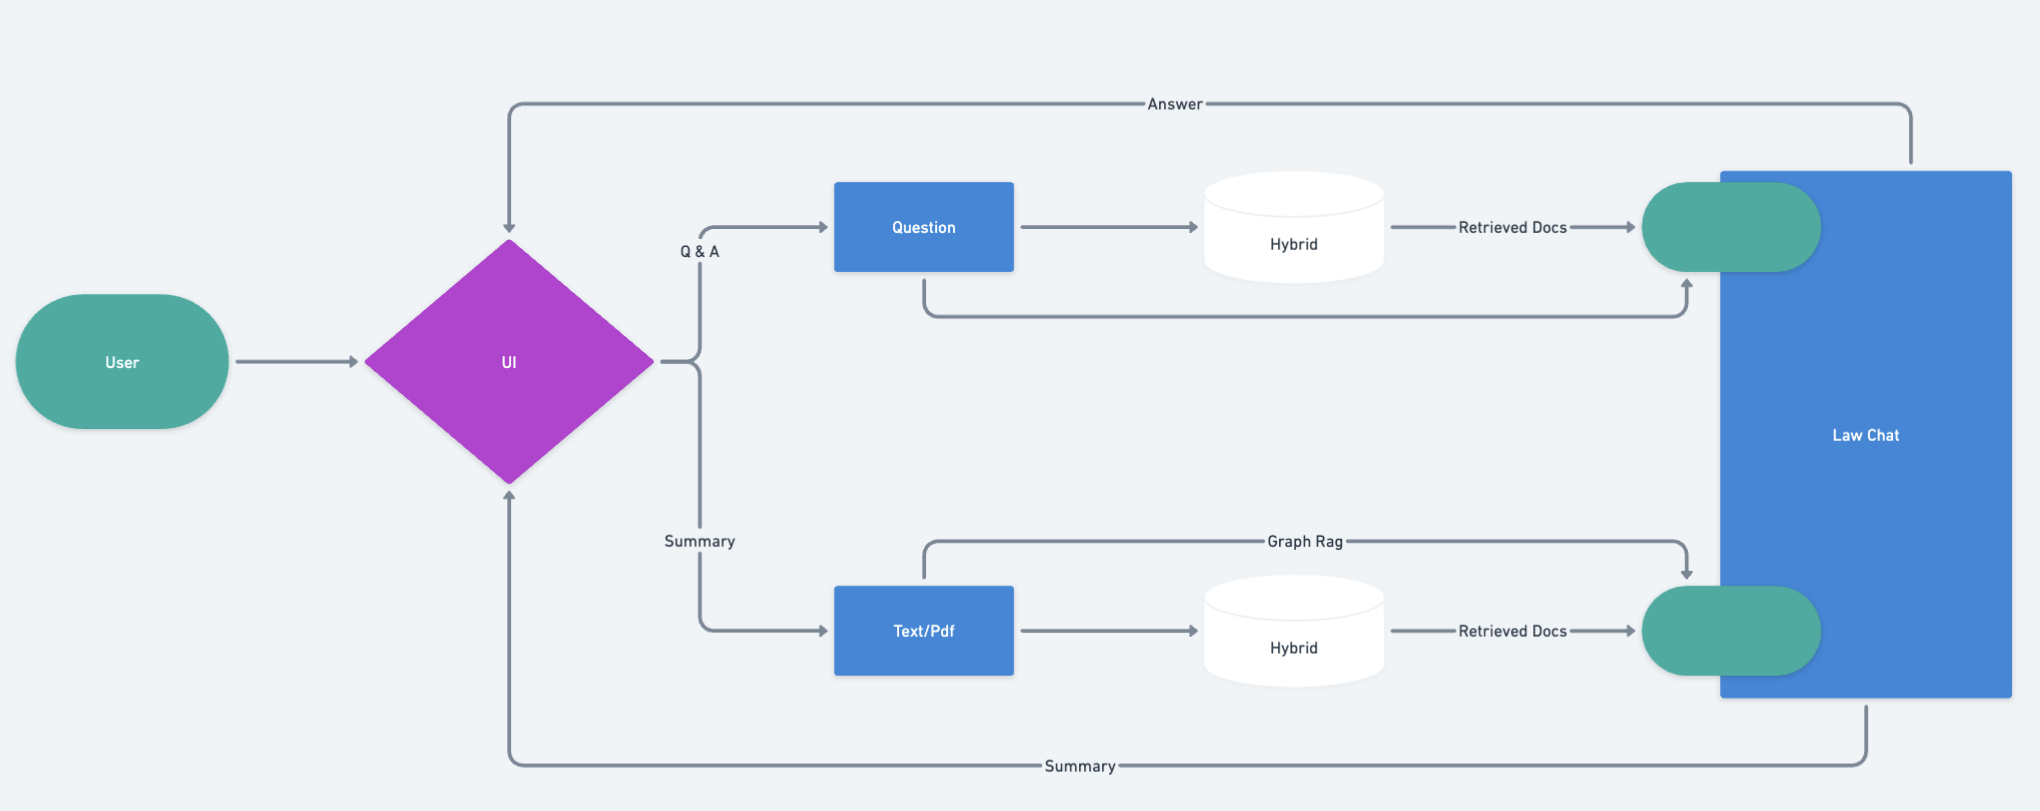 Answer
Question
Hybrid
Retrieved Docs
Q & A
User
UI
Law Chat
Summary
Graph Rag
Text/Pdf
Hybrid
Retrieved Docs
Summary